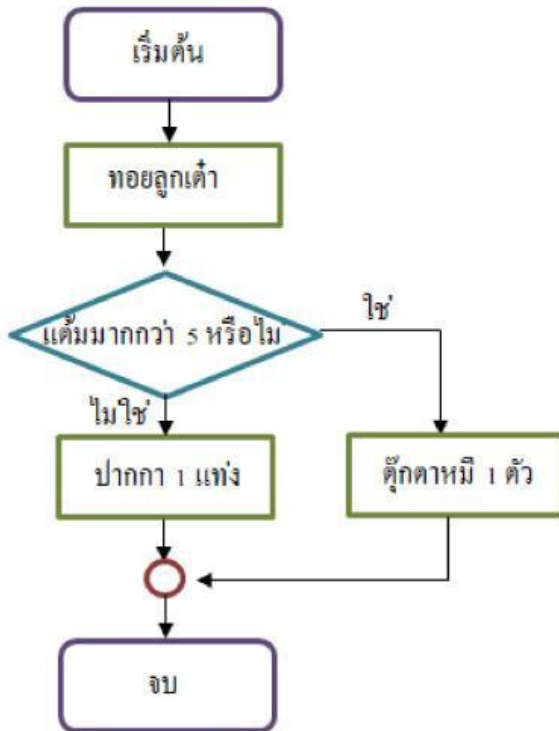 เริ่มต้น
ทอยลูกเต๋า
แต้มมากกว่า 5 หรือไม่
ใช่
ไม่ใช่
ปากกา 1 แท่ง
ตุ๊กตาหมี 1 ตัว
จบ